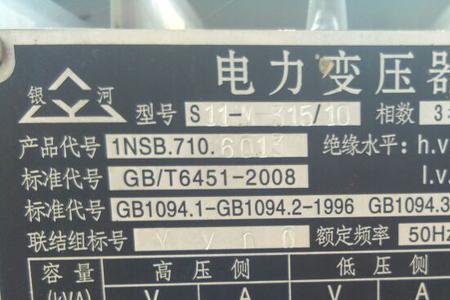 电力变压器
银河 型号 S11-M-315/10 相数 3
产品代号 1NSB.710.6013 绝缘水平: h.v
标准代号 GB/T6451-2008 l.v.
标准代号 GB1094.1-GB1094.2-1996 GB1094.3
联结组标号 Yyn0 额定频率 50Hz
容量 高压侧 低压侧
(kVA) V A V A